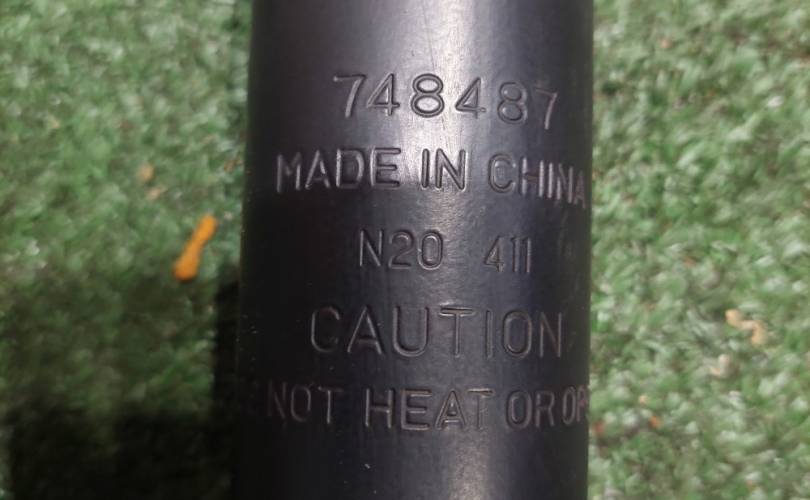 748487
MADE IN CHINA
N20 411
CAUTION
NOT HEAT OR